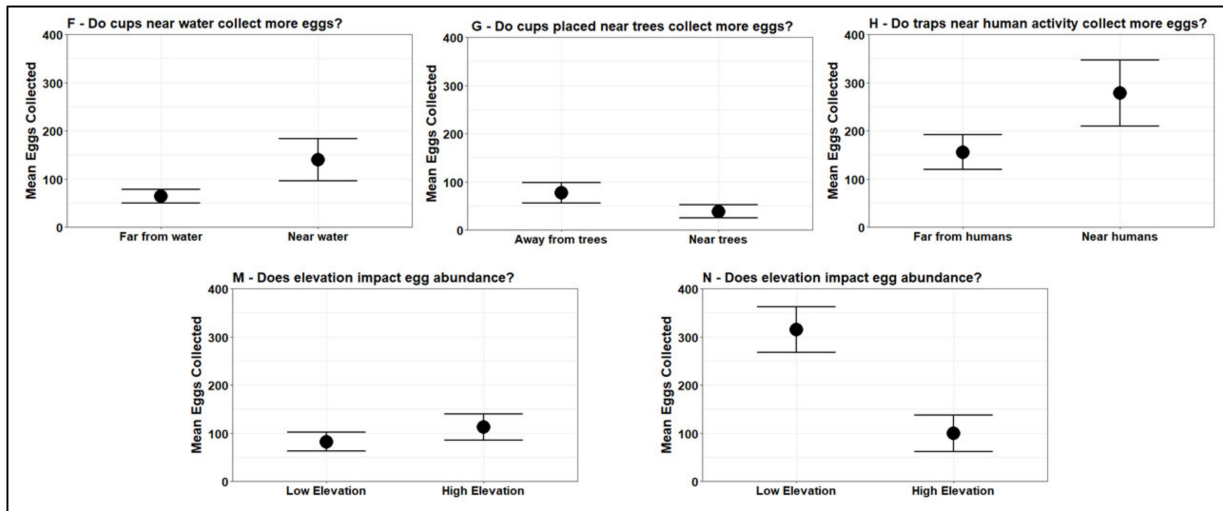 F - Do cups near water collect more eggs?
400
300
200
100
0
Mean Eggs Collected
Far from water
Near water
G - Do cups placed near trees collect more eggs?
400
300
200
100
0
Mean Eggs Collected
Away from trees
Near trees
H - Do traps near human activity collect more eggs?
400
300
200
100
0
Mean Eggs Collected
Far from humans
Near humans
M - Does elevation impact egg abundance?
400
300
200
100
0
Mean Eggs Collected
Low Elevation
High Elevation
N - Does elevation impact egg abundance?
400
300
200
100
0
Mean Eggs Collected
Low Elevation
High Elevation